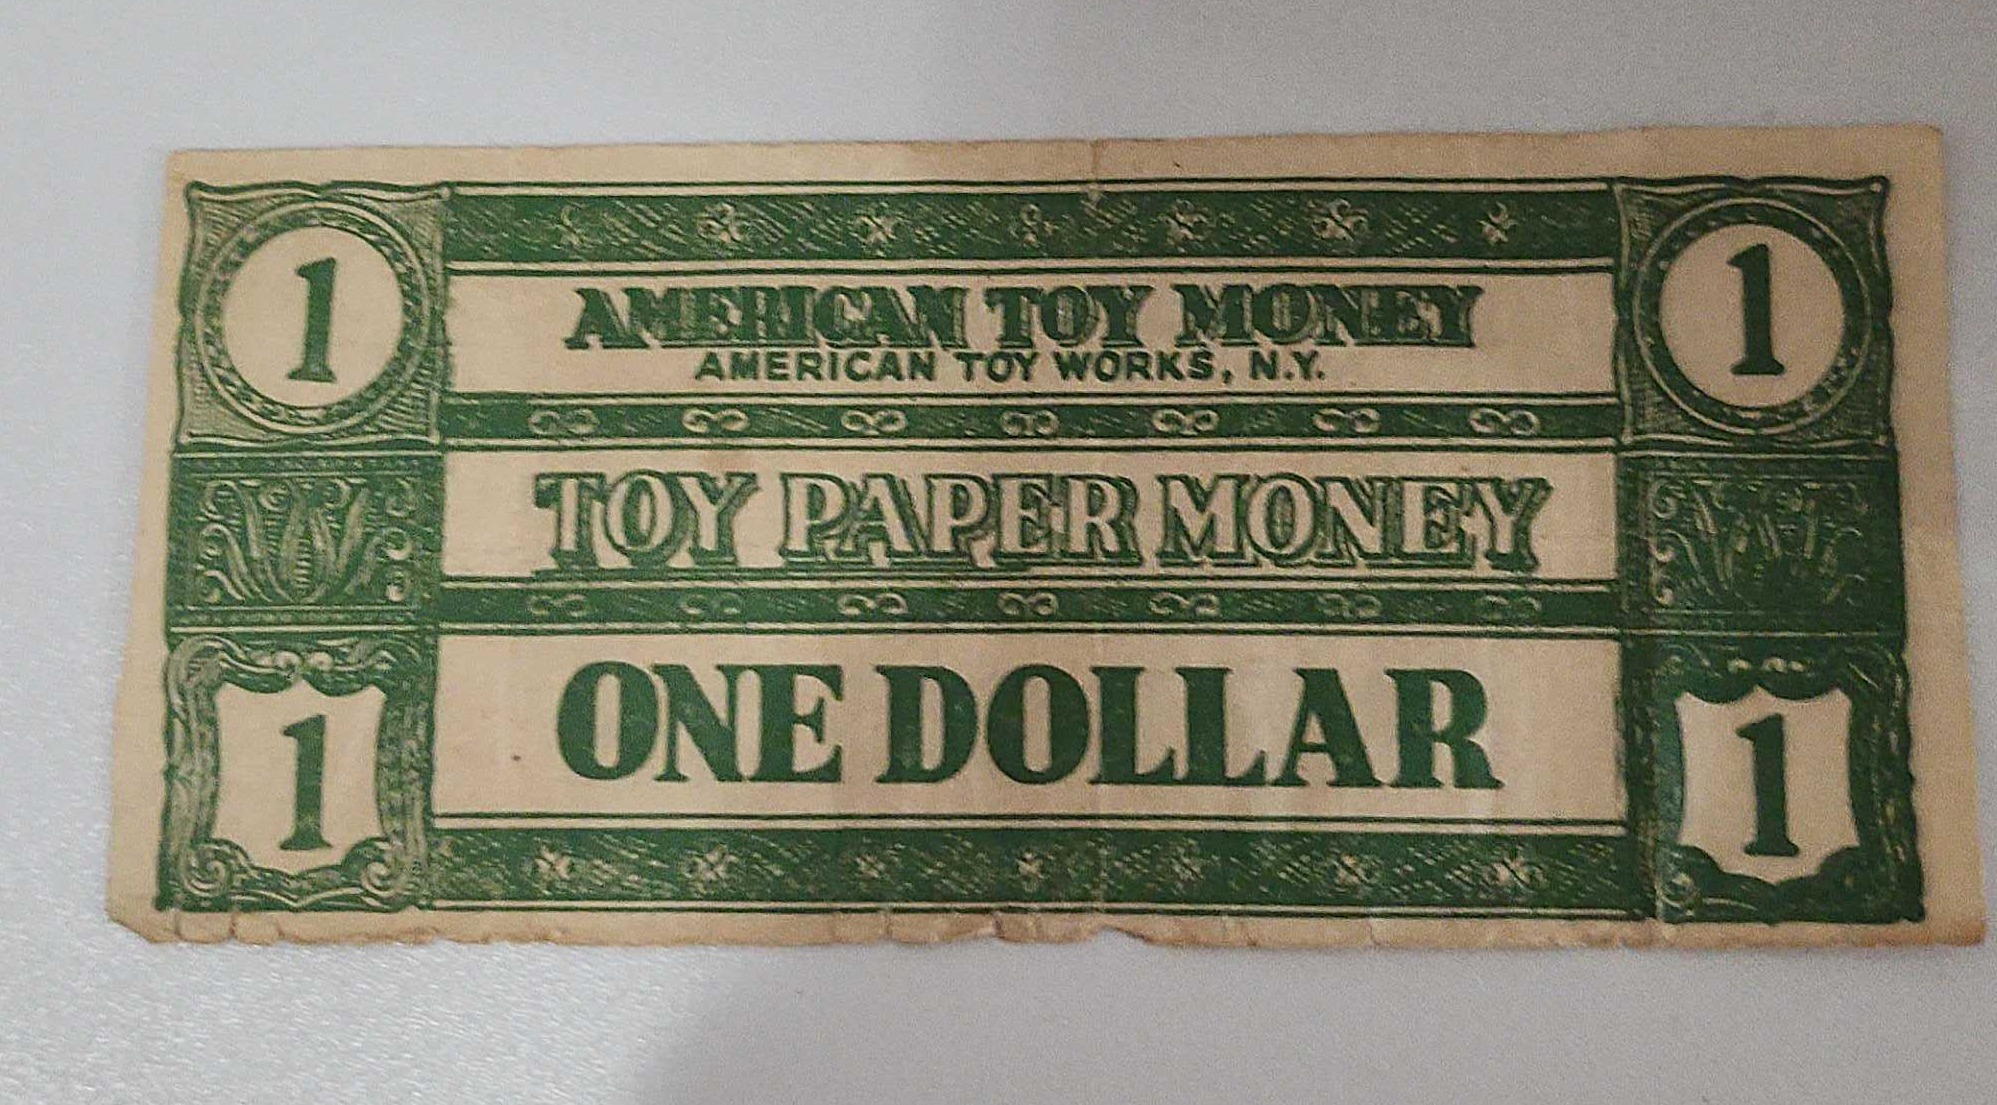 1 1
AMERICAN TOY MONEY
AMERICAN TOY WORKS, N.Y.
TOY PAPER MONEY
ONE DOLLAR
1 1